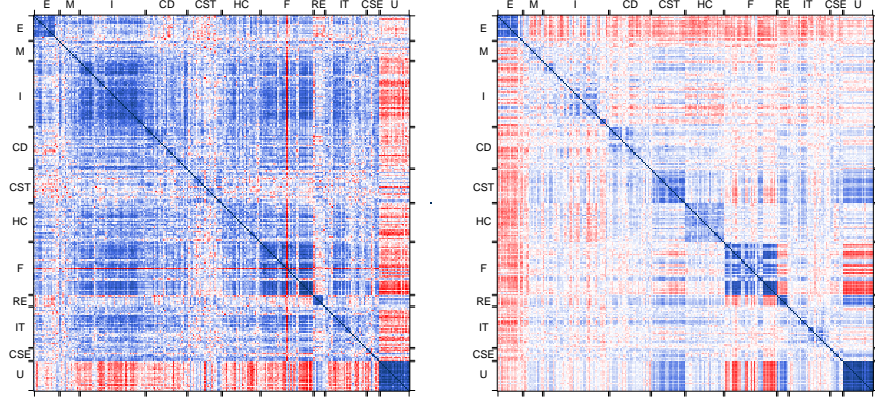 E M I CD CST HC F RE IT CSE U
E
M
I
CD
CST
HC
F
RE
IT
CSE
U
E M I CD CST HC F RE IT CSE U
E
M
I
CD
CST
HC
F
RE
IT
CSE
U